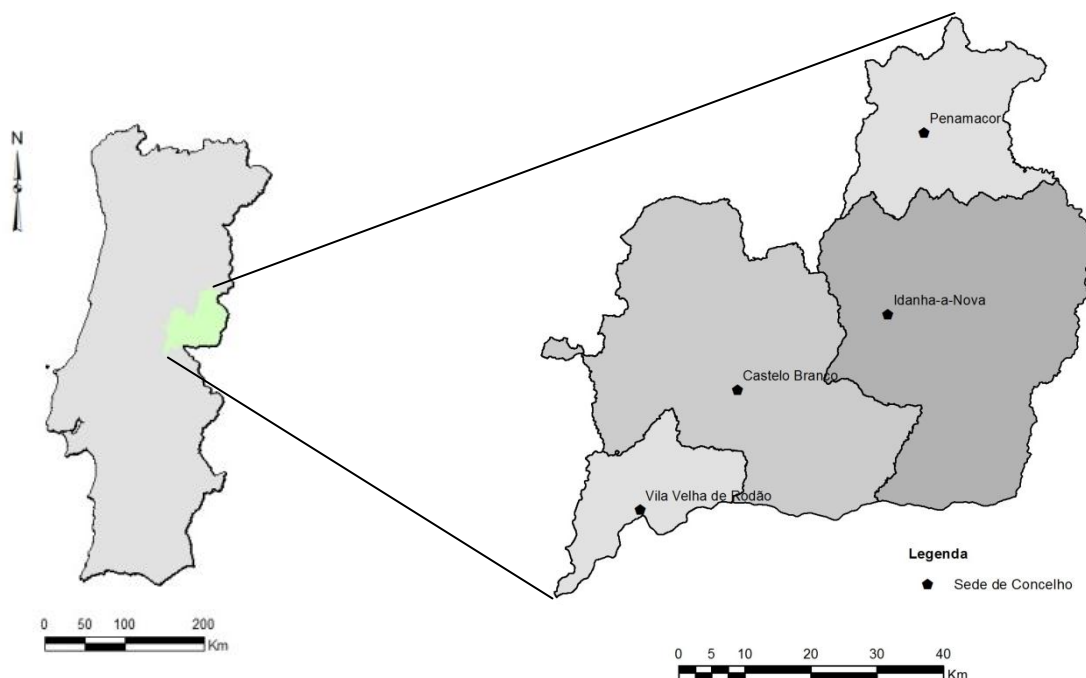 N
Penamacor
Idanha-a-Nova
Castelo Branco
Vila Velha de Rodão
Legenda
Sede de Concelho
0 50 100 200
Km
0 5 10 20 30 40
Km